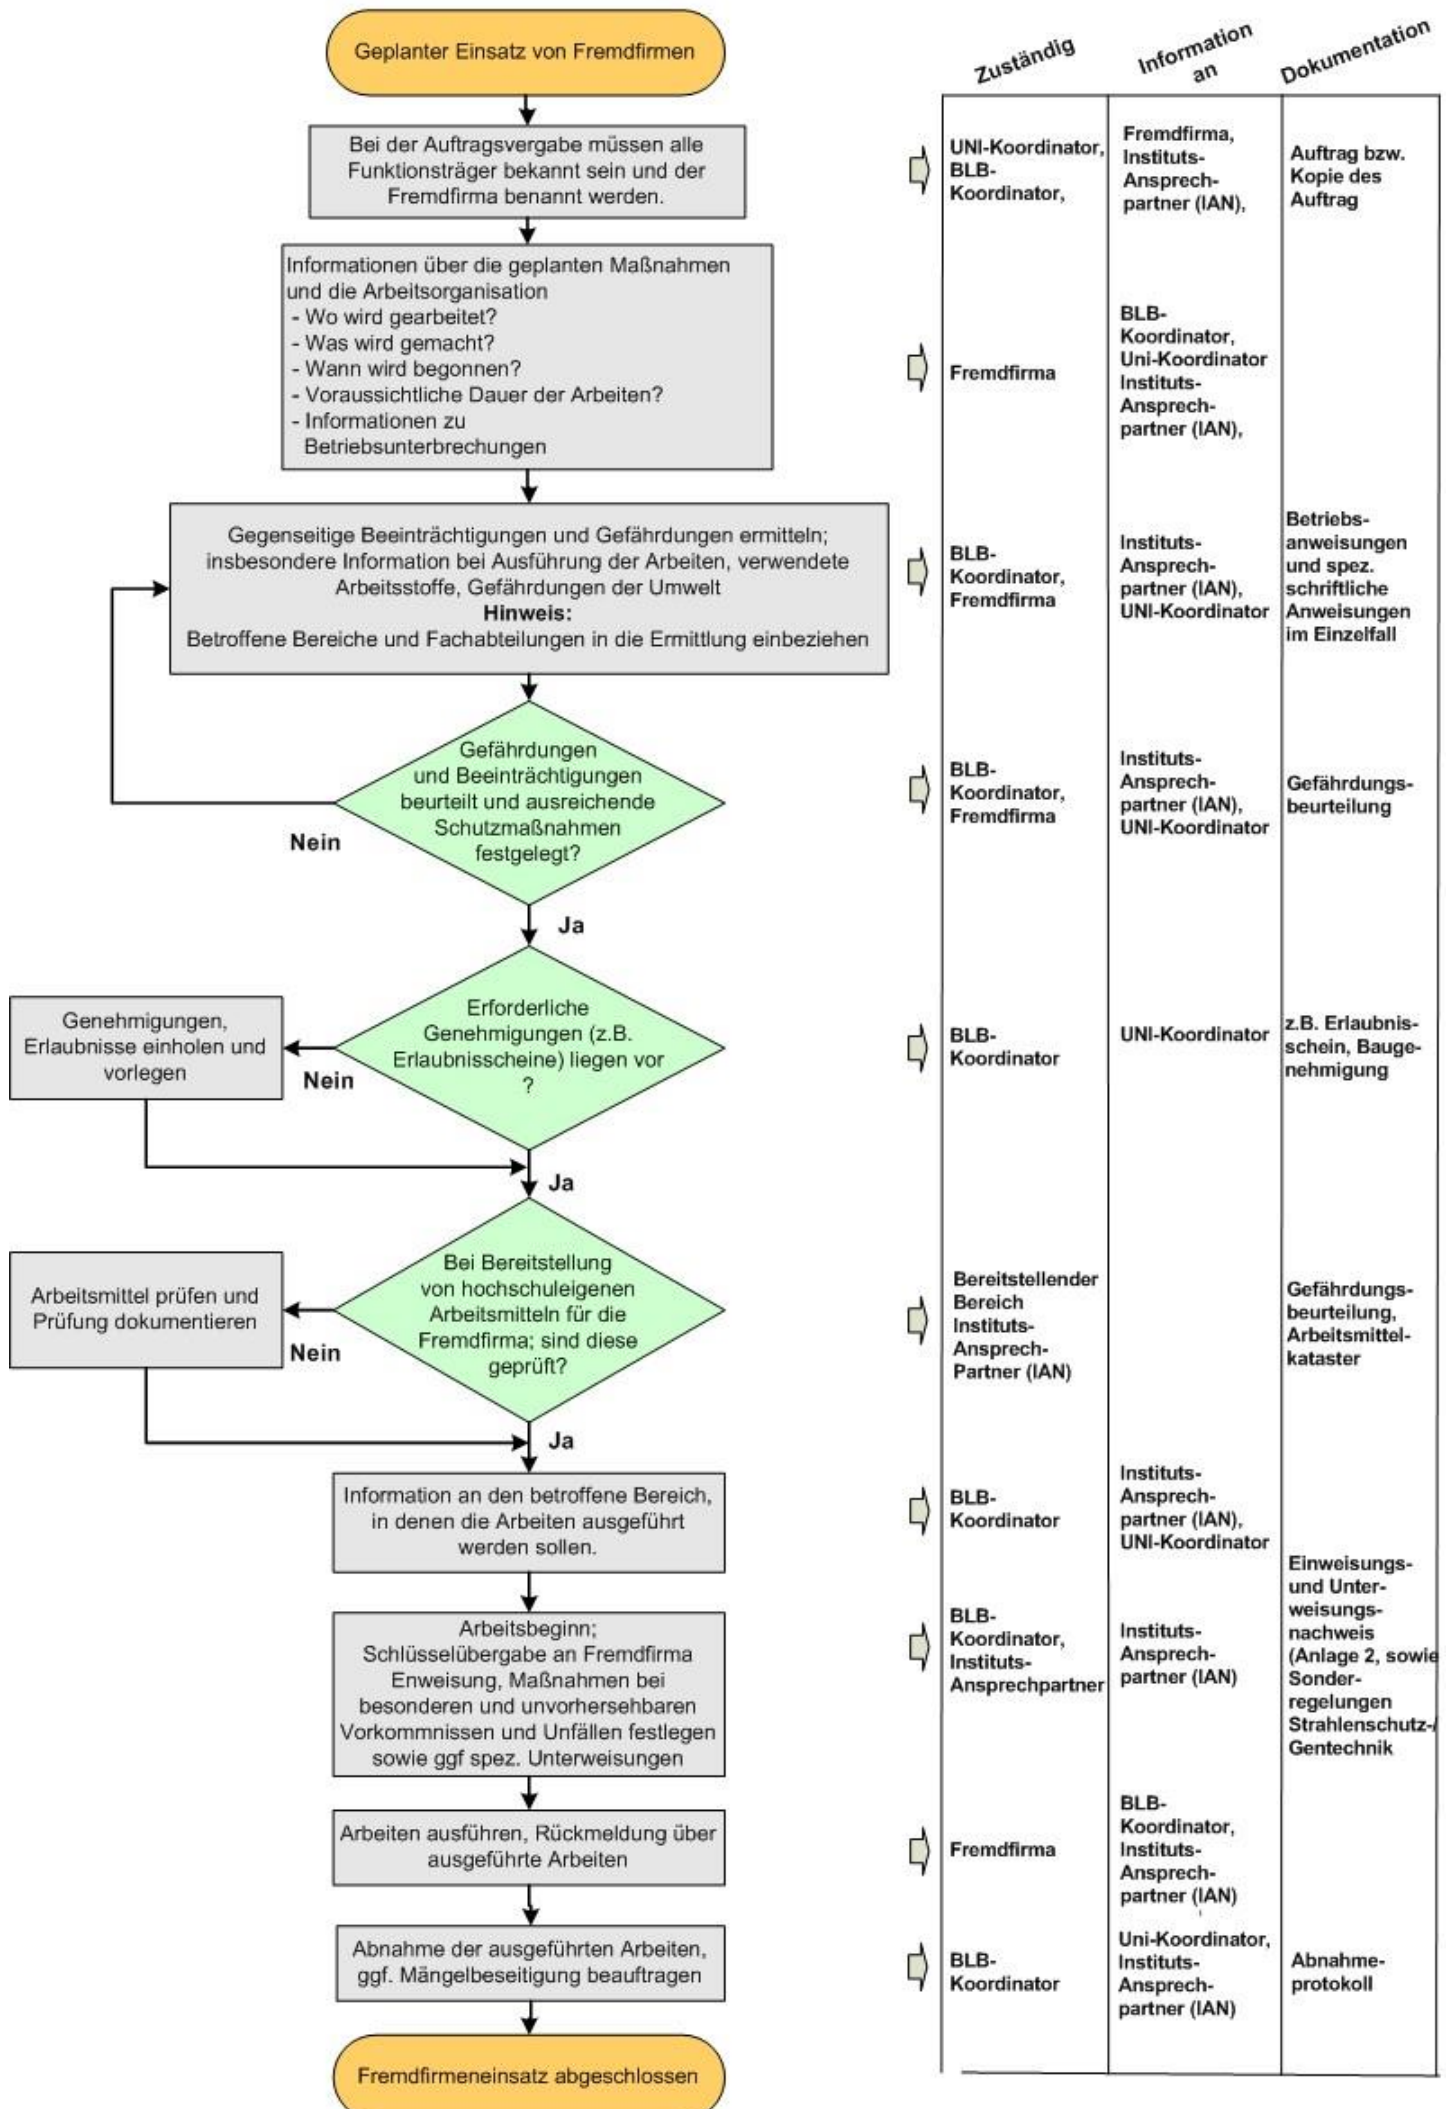 Geplanter Einsatz von Fremdfirmen
Zuständig
Information
an
Dokumentation
Bei der Auftragsvergabe müssen alle
Funktionsträger bekannt sein und der
Fremdfirma benannt werden.
UNI-Koordinator,
BLB-
Koordinator,
Fremdfirma,
Instituts-
Ansprech-
partner (IAN),
Auftrag bzw.
Kopie des
Auftrag
Informationen über die geplanten Maßnahmen
und die Arbeitsorganisation
- Wo wird gearbeitet?
- Was wird gemacht?
- Wann wird begonnen?
- Voraussichtliche Dauer der Arbeiten?
- Informationen zu
Betriebsunterbrechungen
Fremdfirma
BLB-
Koordinator,
Uni-Koordinator
Instituts-
Ansprech-
partner (IAN),
Gegenseitige Beeinträchtigungen und Gefährdungen ermitteln;
insbesondere Information bei Ausführung der Arbeiten, verwendete
Arbeitsstoffe, Gefährdungen der Umwelt
Hinweis:
Betroffene Bereiche und Fachabteilungen in die Ermittlung einbeziehen
BLB-
Koordinator,
Fremdfirma
Instituts-
Ansprech-
partner (IAN),
UNI-Koordinator
Betriebs-
anweisungen
und spez.
schriftliche
Anweisungen
im Einzelfall
Gefährdungen
und Beeinträchtigungen
beurteilt und ausreichende
Schutzmaßnahmen
festgelegt?
Nein
Ja
BLB-
Koordinator,
Fremdfirma
Instituts-
Ansprech-
partner (IAN),
UNI-Koordinator
Gefährdungs-
beurteilung
Erforderliche
Genehmigungen (z.B.
Erlaubnisscheine) liegen vor
?
Nein
Genehmigungen,
Erlaubnisse einholen und
vorlegen
Ja
BLB-
Koordinator
UNI-Koordinator
z.B. Erlaubnis-
schein, Bauge-
nehmigung
Bei Bereitstellung
von hochschuleigenen
Arbeitsmitteln für die
Fremdfirma; sind diese
geprüft?
Nein
Arbeitsmittel prüfen und
Prüfung dokumentieren
Ja
Bereitstellender
Bereich
Instituts-
Ansprech-
Partner (IAN)
Gefährdungs-
beurteilung,
Arbeitsmittel-
kataster
Information an den betroffene Bereich,
in denen die Arbeiten ausgeführt
werden sollen.
BLB-
Koordinator
Instituts-
Ansprech-
partner (IAN),
UNI-Koordinator
Arbeitsbeginn;
Schlüsselübergabe an Fremdfirma
Enweisung, Maßnahmen bei
besonderen und unvorhersehbaren
Vorkommnissen und Unfällen festlegen
sowie ggf spez. Unterweisungen
BLB-
Koordinator,
Instituts-
Ansprechpartner
Instituts-
Ansprech-
partner (IAN)
Einweisungs-
und Unter-
weisungs-
nachweis
(Anlage 2, sowie
Sonder-
regelungen
Strahlenschutz-/
Gentechnik
Arbeiten ausführen, Rückmeldung über
ausgeführte Arbeiten
Fremdfirma
BLB-
Koordinator,
Instituts-
Ansprech-
partner (IAN)
Abnahme der ausgeführten Arbeiten,
ggf. Mängelbeseitigung beauftragen
BLB-
Koordinator
Uni-Koordinator,
Instituts-
Ansprech-
partner (IAN)
Abnahme-
protokoll
Fremdfirmeneinsatz abgeschlossen